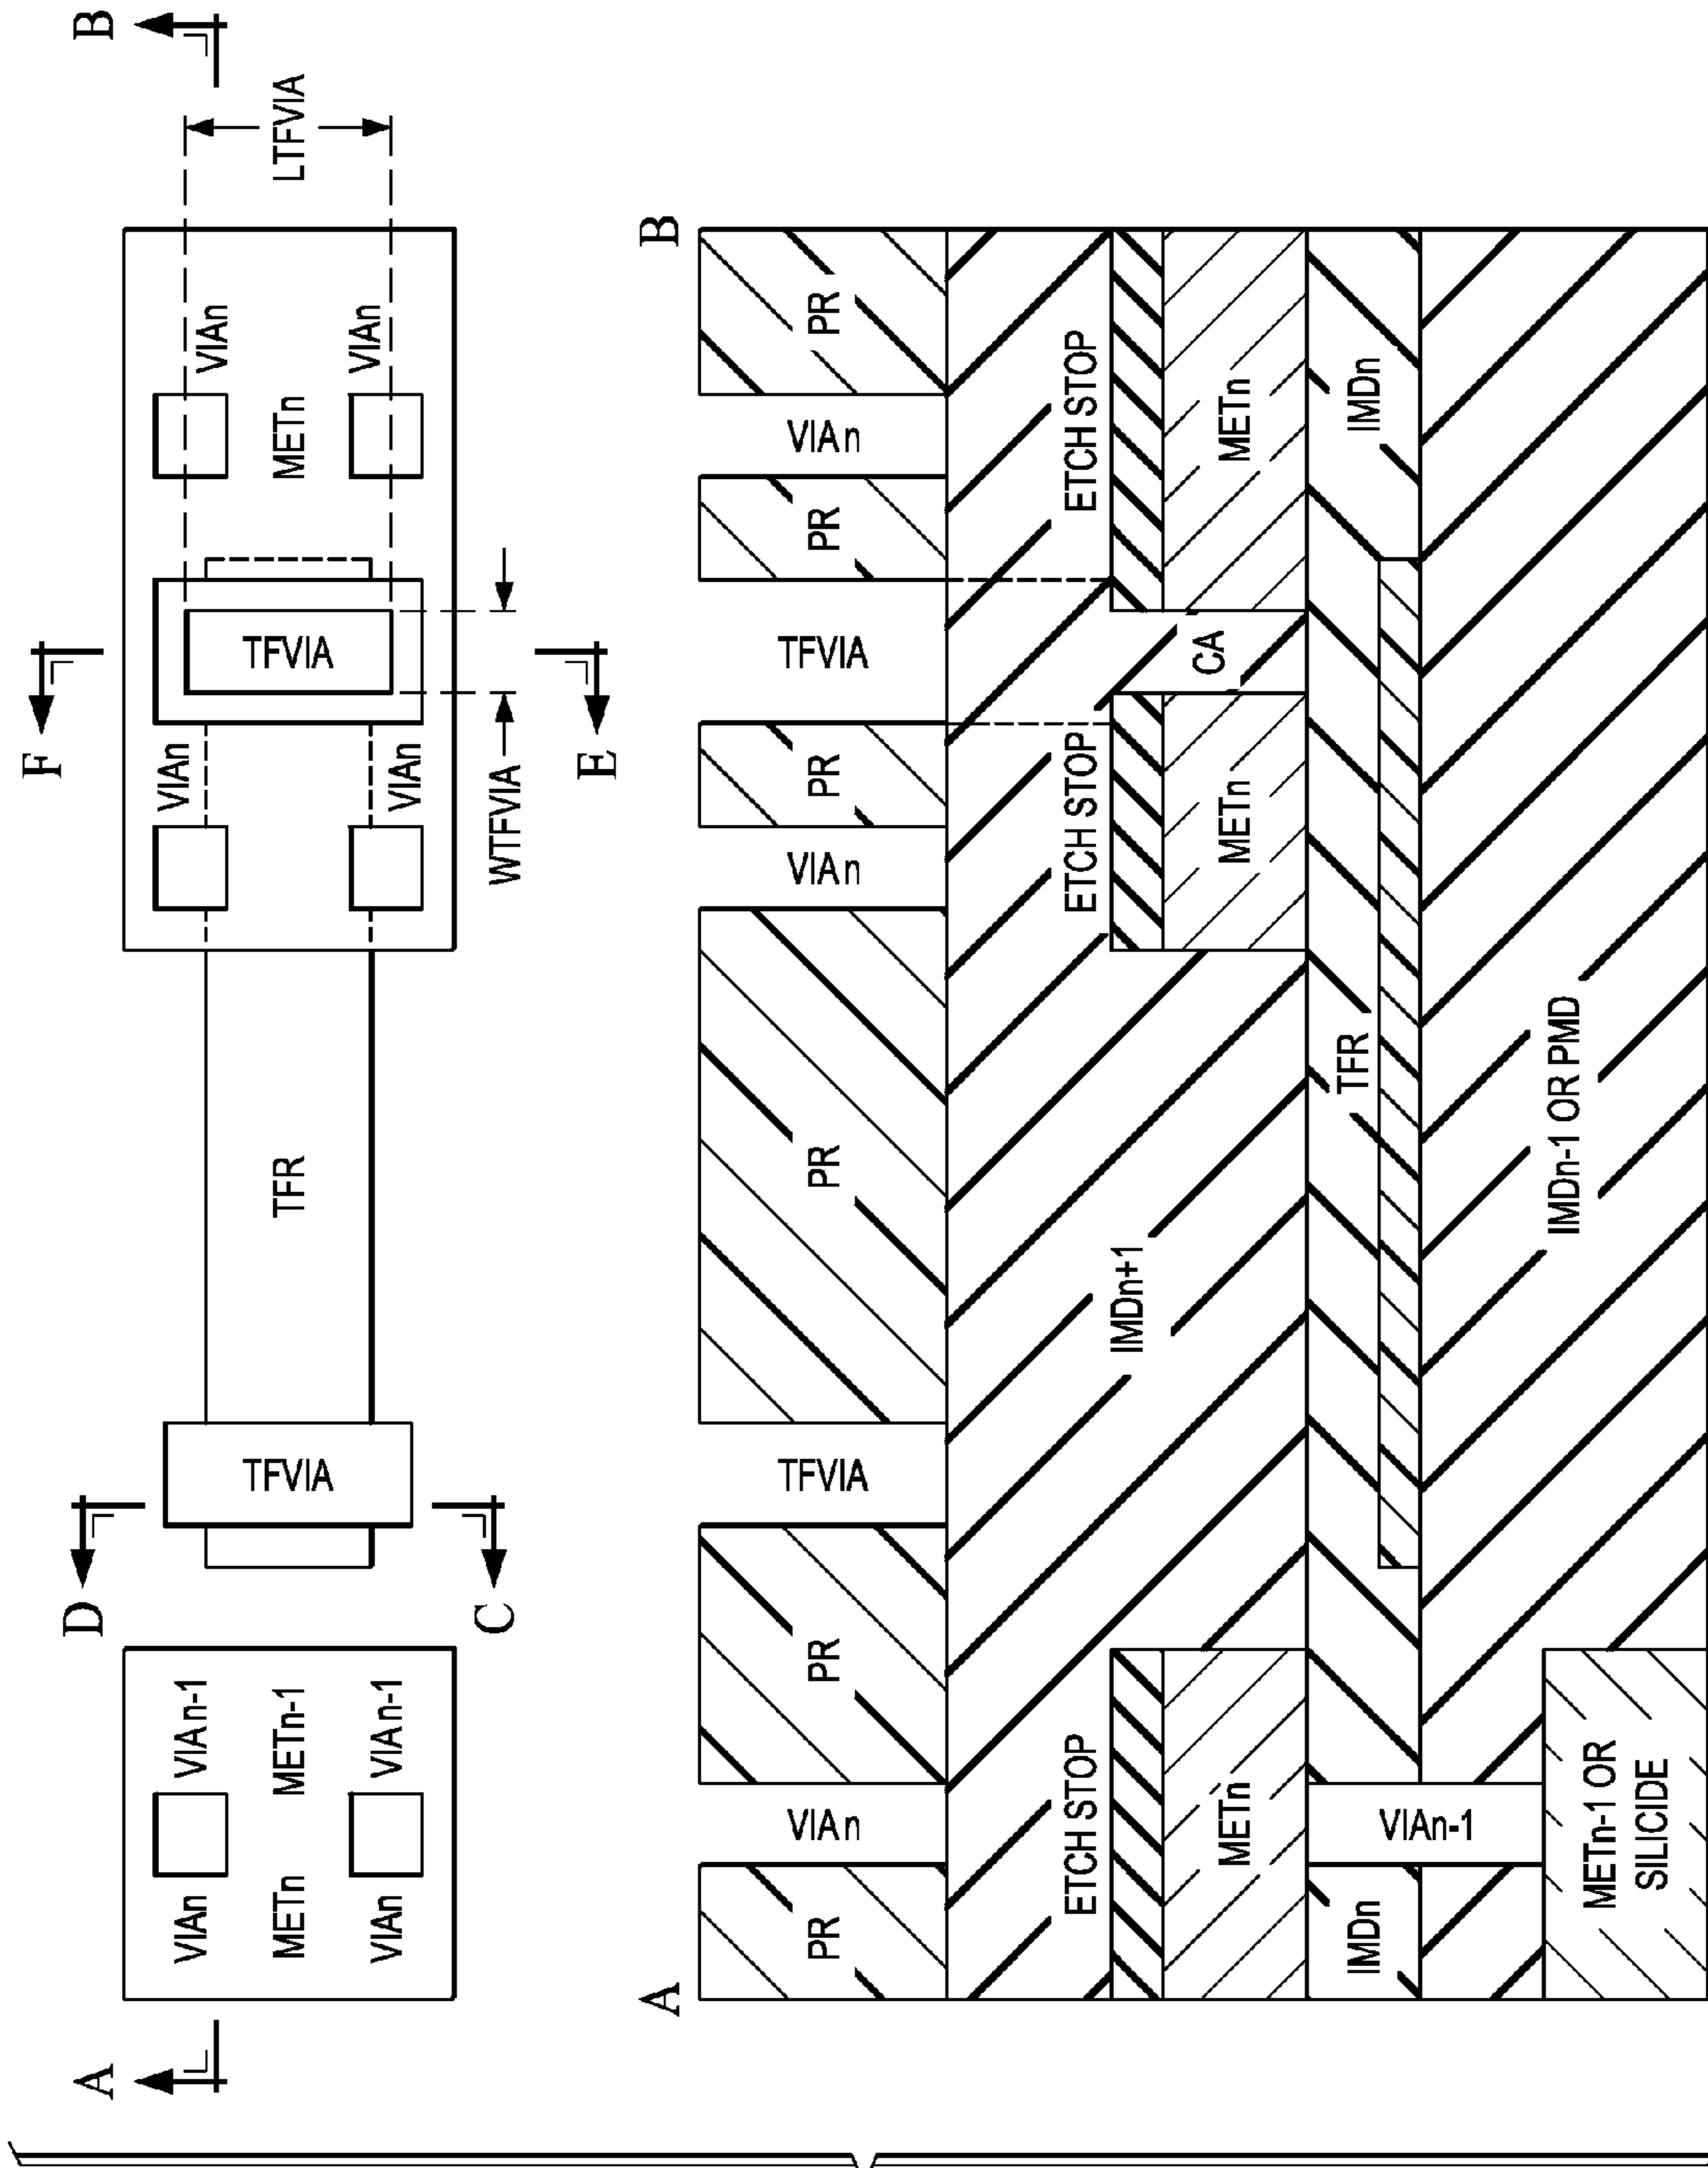 F
A
D
B
VIAn
VIAn-1
VIAn
VIAn
METn
METn-1
TFVIA
TFR
TFVIA
METn
LTFVIA
VIAn
VIAn-1
VIAn
VIAn
C
WTFVIA
E
A
B
PR
VIAn
PR
TFVIA
PR
VIAn
PR
TFVIA
PR
VIAn
PR
ETCH STOP
ETCH STOP
ETCH STOP
IMDn+1
METn
METn
CA
METn
IMDn
VIAn-1
TFR
IMDn
IMDn-1 OR PMD
METn-1 OR
SILICIDE